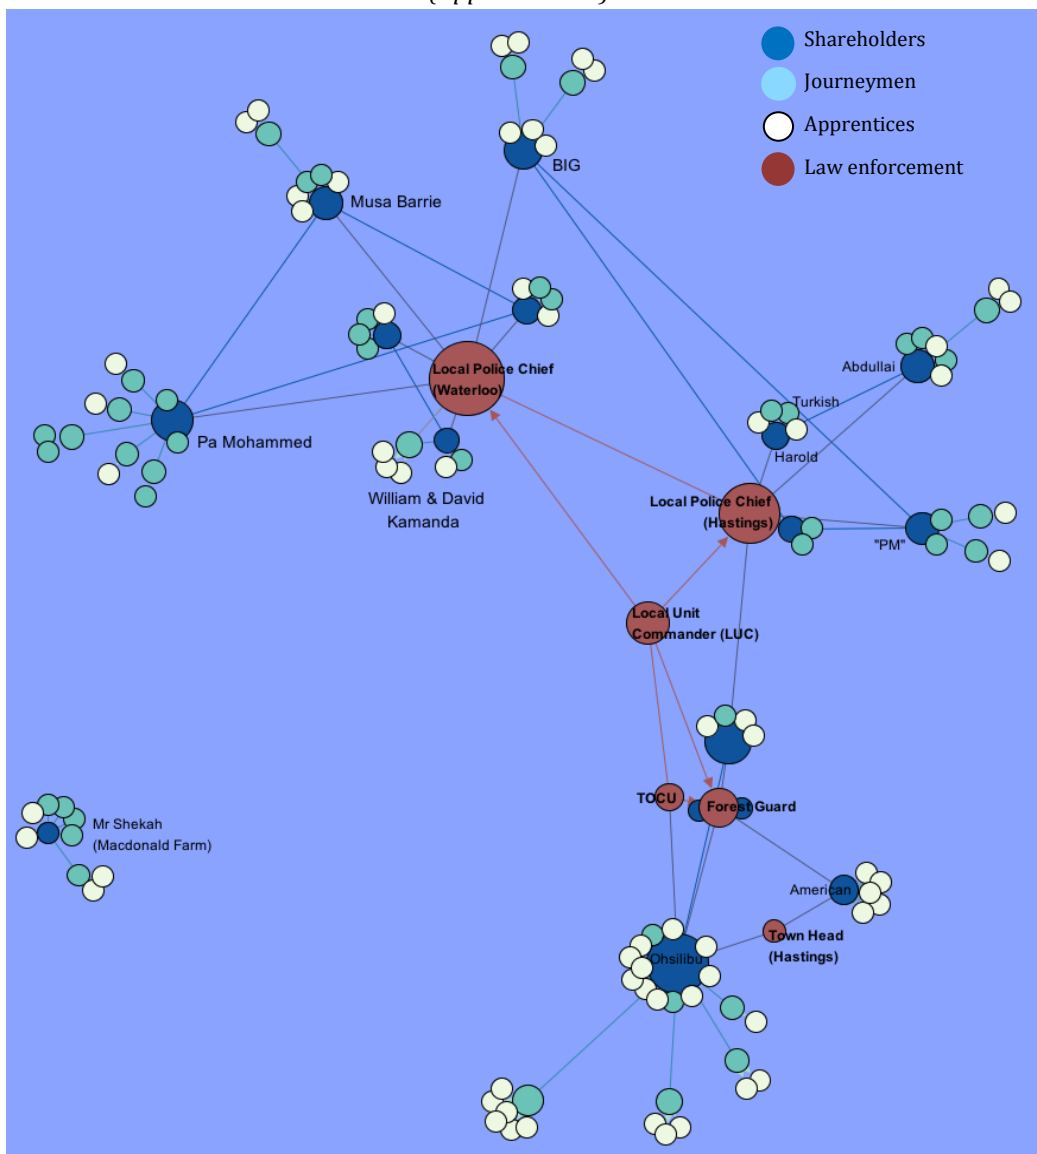 Shareholders
Journeymen
Apprentices
Law enforcement
BIG
Musa Barrie
Local Police Chief
(Waterloo)
Abdullai
Turkish
Harold
Pa Mohammed
William & David
Kamanda
Local Police Chief
(Hastings)
"PM"
Local Unit
Commander (LUC)
TOCU
Forest Guard
Mr Shekah
(Macdonald Farm)
American
Town Head
(Hastings)
Ohsilibu